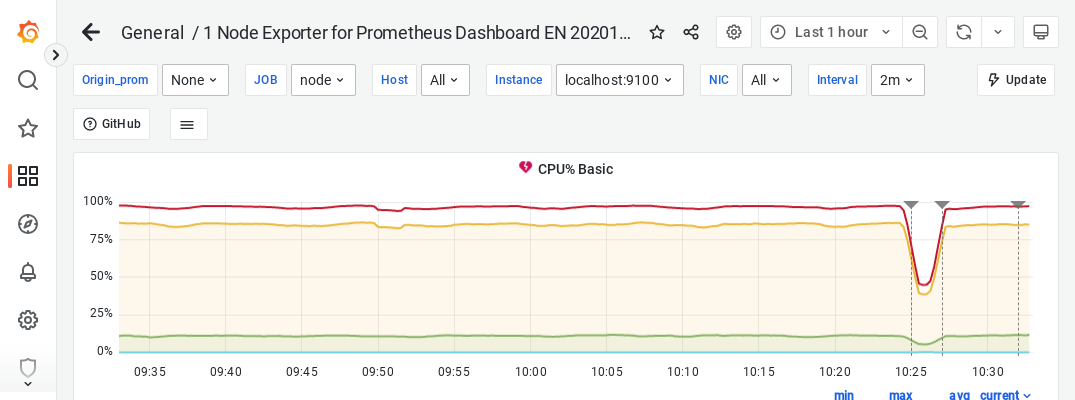 General / 1 Node Exporter for Prometheus Dashboard EN 20201... Last 1 hour
Origin_prom None JOB node Host All Instance localhost:9100 NIC All Interval 2m Update
GitHub
CPU% Basic
100%
75%
50%
25%
0%
09:35 09:40 09:45 09:50 09:55 10:00 10:05 10:10 10:15 10:20 10:25 10:30
min max avg current